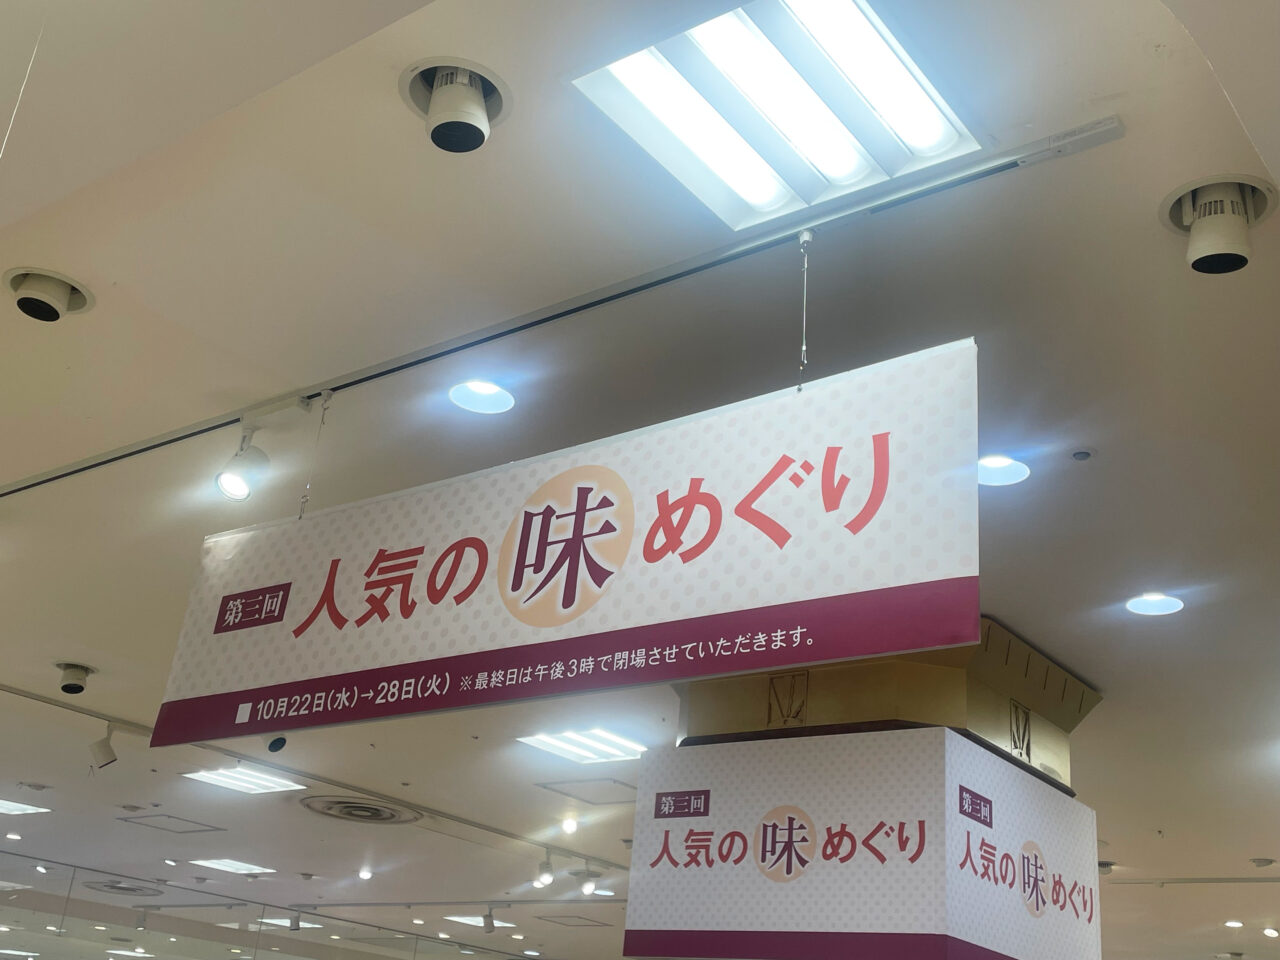 第三回 人気の味めぐり
■ 10月22日(水)→28日(火) ※最終日は午後3時で閉場させていただきます。
第三回
人気の味めぐり
第三回
人気の味めぐり